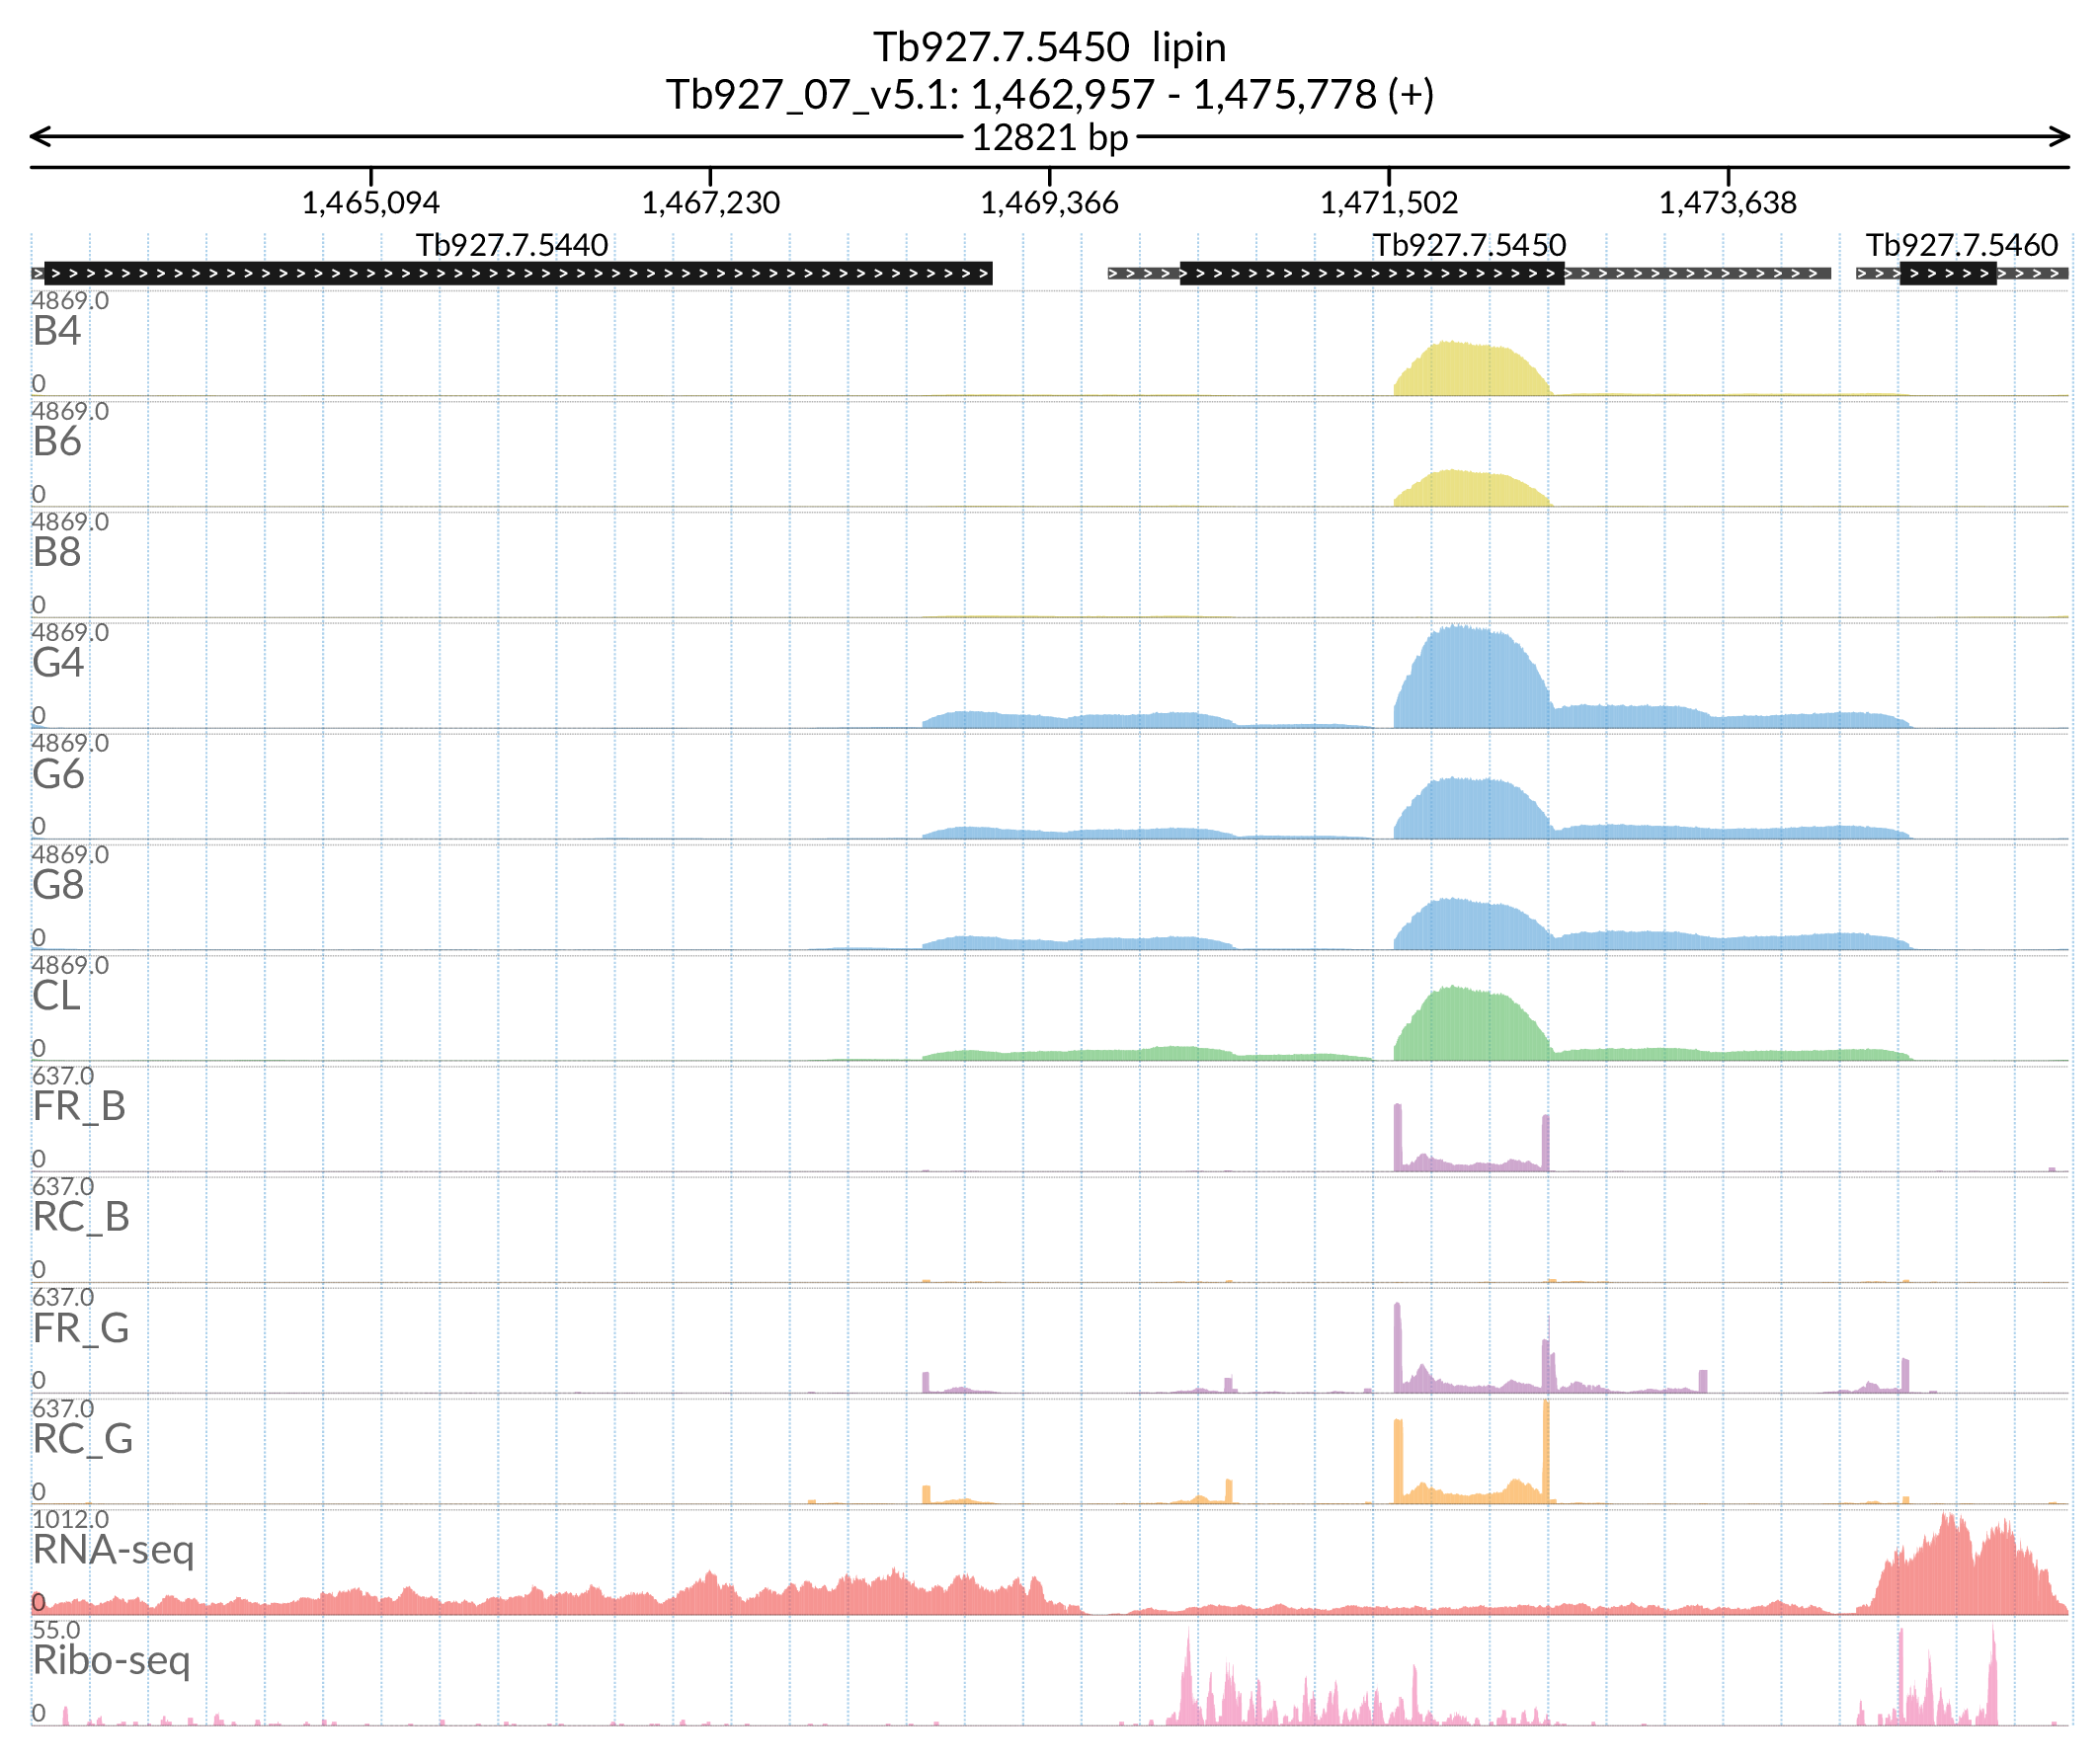 Tb927.7.5450 lipin
Tb927_07_v5.1: 1,462,957 - 1,475,778 (+)
12821 bp
1,465,094 1,467,230 1,469,366 1,471,502 1,473,638
Tb927.7.5440 Tb927.7.5450 Tb927.7.5460
4869.0
B4
0
4869.0
B6
0
4869.0
B8
0
4869.0
G4
0
4869.0
G6
0
4869.0
G8
0
4869.0
CL
0
637.0
FR_B
0
637.0
RC_B
0
637.0
FR_G
0
637.0
RC_G
0
1012.0
RNA-seq
0
55.0
Ribo-seq
0